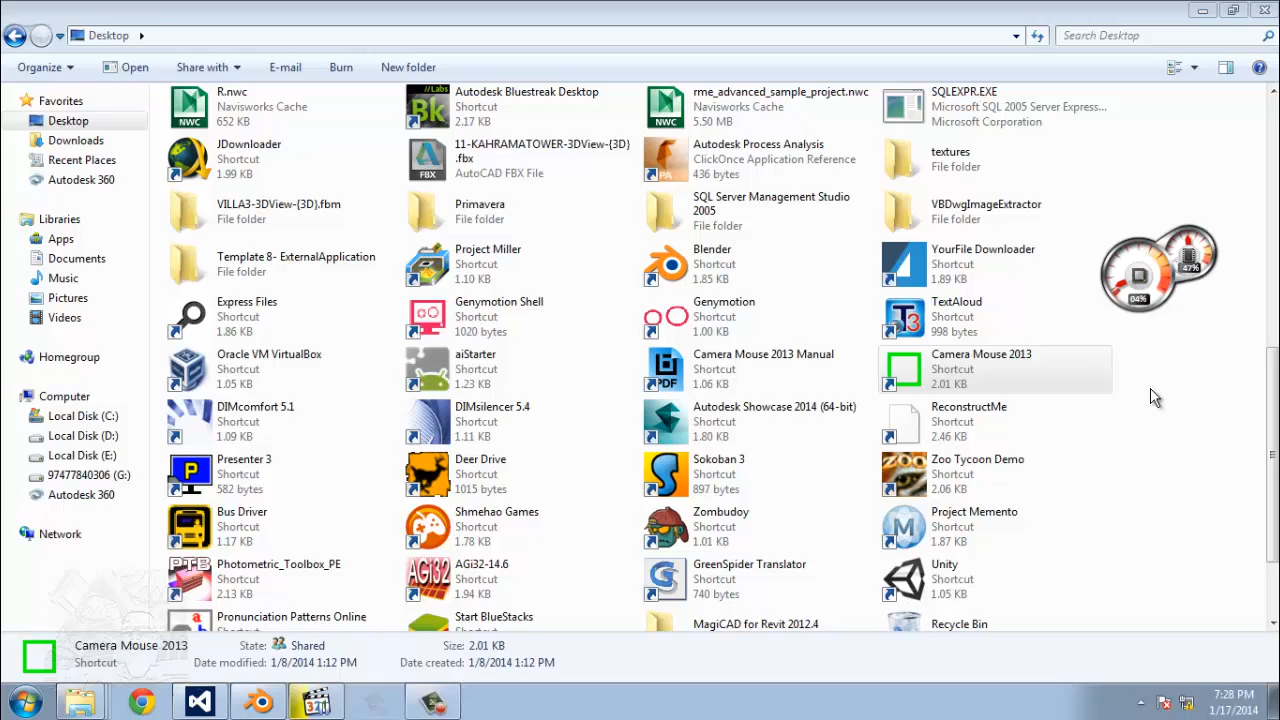 Desktop
Search Desktop
Organize
Open
Share with
E-mail
Burn
New folder
Favorites
Desktop
Downloads
Recent Places
Autodesk 360
Libraries
Apps
Documents
Music
Pictures
Videos
Homegroup
Computer
Local Disk (C:)
Local Disk (D:)
Local Disk (E:)
97477840306 (G:)
Autodesk 360
Network
R.nwc
Navisworks Cache
652 KB
NWC
//Labs
Bk
Autodesk Bluestreak Desktop
Shortcut
2.17 KB
NWC
rme_advanced_sample_project.nwc
Navisworks Cache
5.50 MB
SQLEXPR.EXE
Microsoft SQL 2005 Server Express...
Microsoft Corporation
JDownloader
Shortcut
1.99 KB
FBX
11-KAHRAMATOWER-3DView-{3D}
.fbx
AutoCAD FBX File
PA
Autodesk Process Analysis
ClickOnce Application Reference
496 bytes
textures
File folder
VILLA3-3DView-{3D}.fbm
File folder
Primavera
File folder
SQL Server Management Studio
2005
File folder
VBDwgImageExtractor
File folder
Template 8- ExternalApplication
File folder
Project Miller
Shortcut
1.10 KB
Blender
Shortcut
1.85 KB
YourFile Downloader
Shortcut
1.89 KB
Express Files
Shortcut
1.86 KB
Genymotion Shell
Shortcut
1020 bytes
Genymotion
Shortcut
1.00 KB
T3
TextAloud
Shortcut
998 bytes
Oracle VM VirtualBox
Shortcut
1.05 KB
aiStarter
Shortcut
1.23 KB
PDF
Camera Mouse 2013 Manual
Shortcut
1.06 KB
Camera Mouse 2013
Shortcut
2.01 KB
DIMcomfort 5.1
Shortcut
1.09 KB
DIMsilencer 5.4
Shortcut
1.11 KB
Autodesk Showcase 2014 (64-bit)
Shortcut
1.80 KB
ReconstructMe
Shortcut
2.46 KB
P
Presenter 3
Shortcut
582 bytes
Deer Drive
Shortcut
1015 bytes
S
Sokoban 3
Shortcut
897 bytes
ZOO
Zoo Tycoon Demo
Shortcut
2.06 KB
Bus Driver
Shortcut
1.17 KB
Shmehao Games
Shortcut
1.78 KB
Zombudoy
Shortcut
1.01 KB
M
Project Memento
Shortcut
1.87 KB
PTB
Photometric_Toolbox_PE
Shortcut
2.13 KB
AGi32
AGi32-14.6
Shortcut
1.94 KB
G
GreenSpider Translator
Shortcut
740 bytes
Unity
Shortcut
1.05 KB
a b
Pronunciation Patterns Online
Start BlueStacks
MagiCAD for Revit 2012.4
Recycle Bin
47%
04%
Camera Mouse 2013
Shortcut
State: Shared
Date modified: 1/8/2014 1:12 PM
Size: 2.01 KB
Date created: 1/8/2014 1:12 PM
321
7:28 PM
1/17/2014